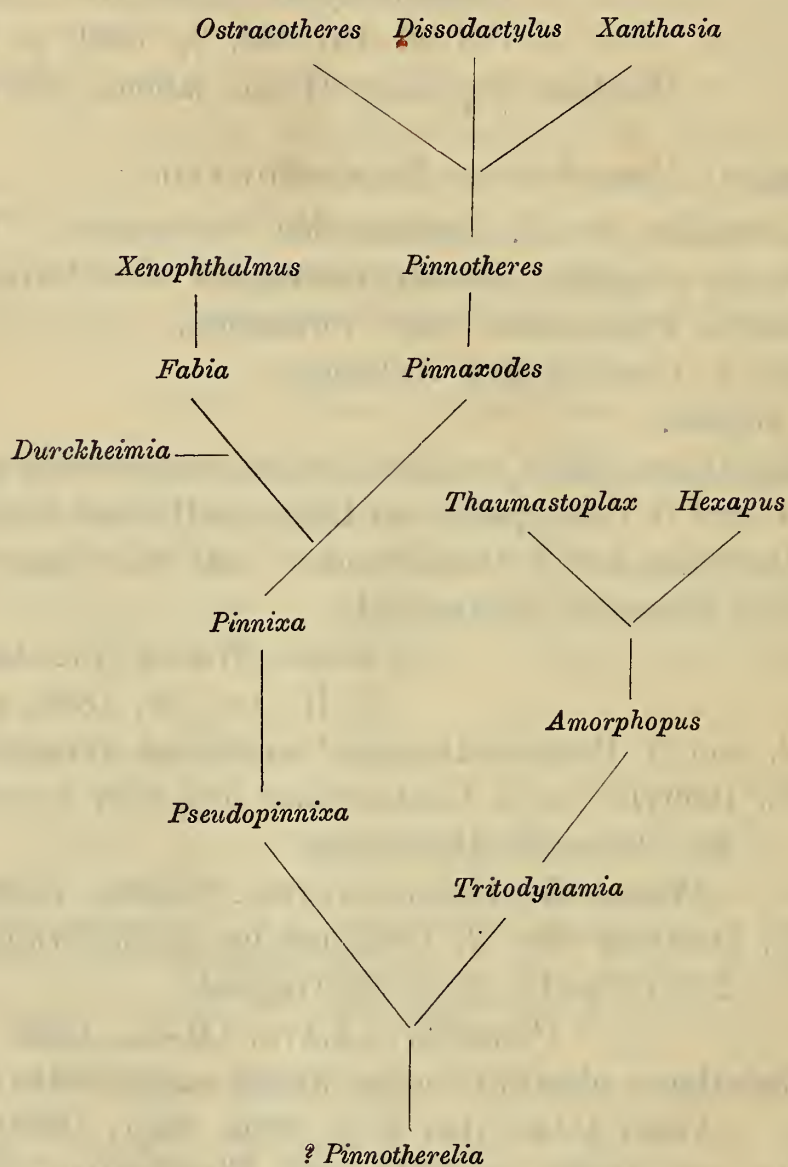 Ostracotheres Dissodactylus Xanthasia
Xenophthalmus Pinnotheres
Fabia Pinnaxodes
Durckheimia
Thaumastoplax Hexapus
Pinnixa
Amorphopus
Pseudopinnixa
Tritodynamia
? Pinnotherelia